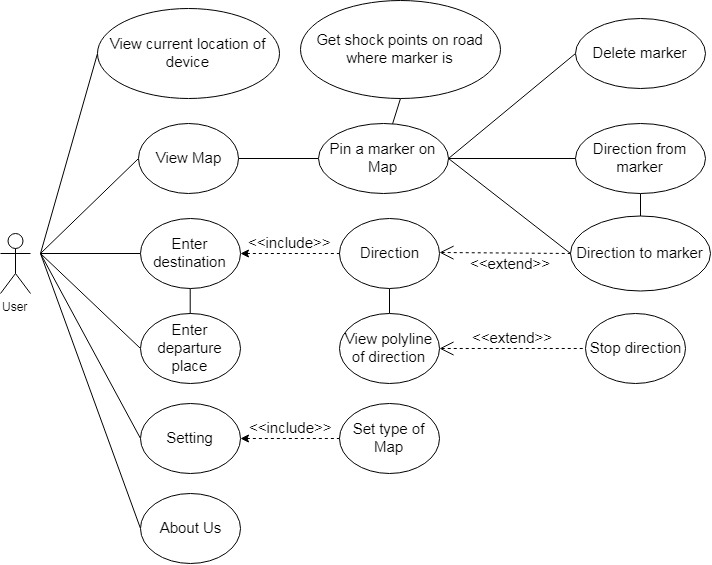 View current location of
device
Get shock points on road
where marker is
Delete marker
View Map
Pin a marker on
Map
Direction from
marker
User
Enter
destination
<<include>>
Direction
<<extend>>
Direction to marker
Enter
departure
place
View polyline
of direction
<<extend>>
Stop direction
Setting
<<include>>
Set type of
Map
About Us